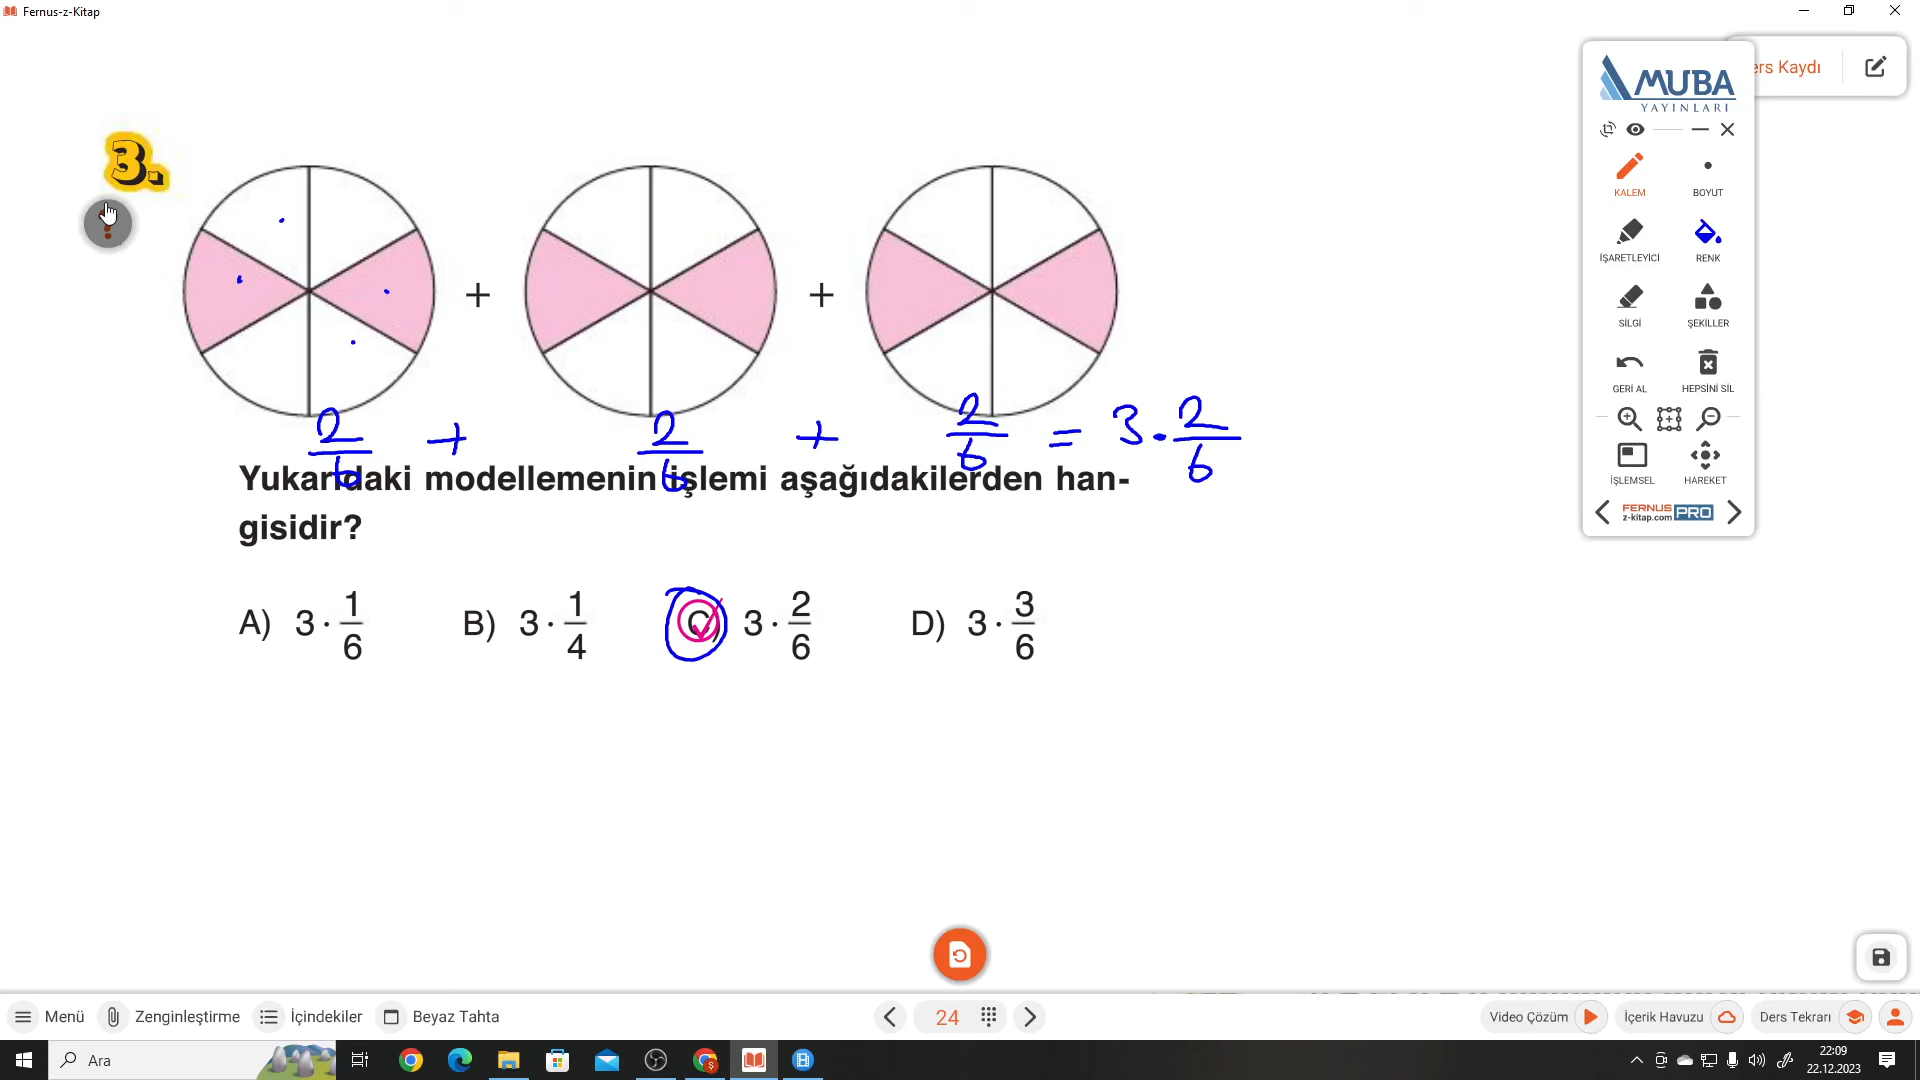 Fernus-z-Kitap
ers Kaydı
MUBA
YAYINLARI
KALEM
BOYUT
İŞARETLEYİCİ
RENK
SİLGİ
ŞEKİLLER
GERİ AL
HEPSİNİ SİL
İŞLEMSEL
HAREKET
FERNUS
z-kitap.com
PRO
3.
+
+
2/6 + 2/6 + 2/6 = 3 · 2/6
Yukarıdaki modellemenin işlemi aşağıdakilerden han-
gisidir?
A) 3 · 1/6 B) 3 · 1/4 C) 3 · 2/6 D) 3 · 3/6
Menü Zenginleştirme İçindekiler Beyaz Tahta 24 Video Çözüm İçerik Havuzu Ders Tekrarı
Ara
22:09
22.12.2023